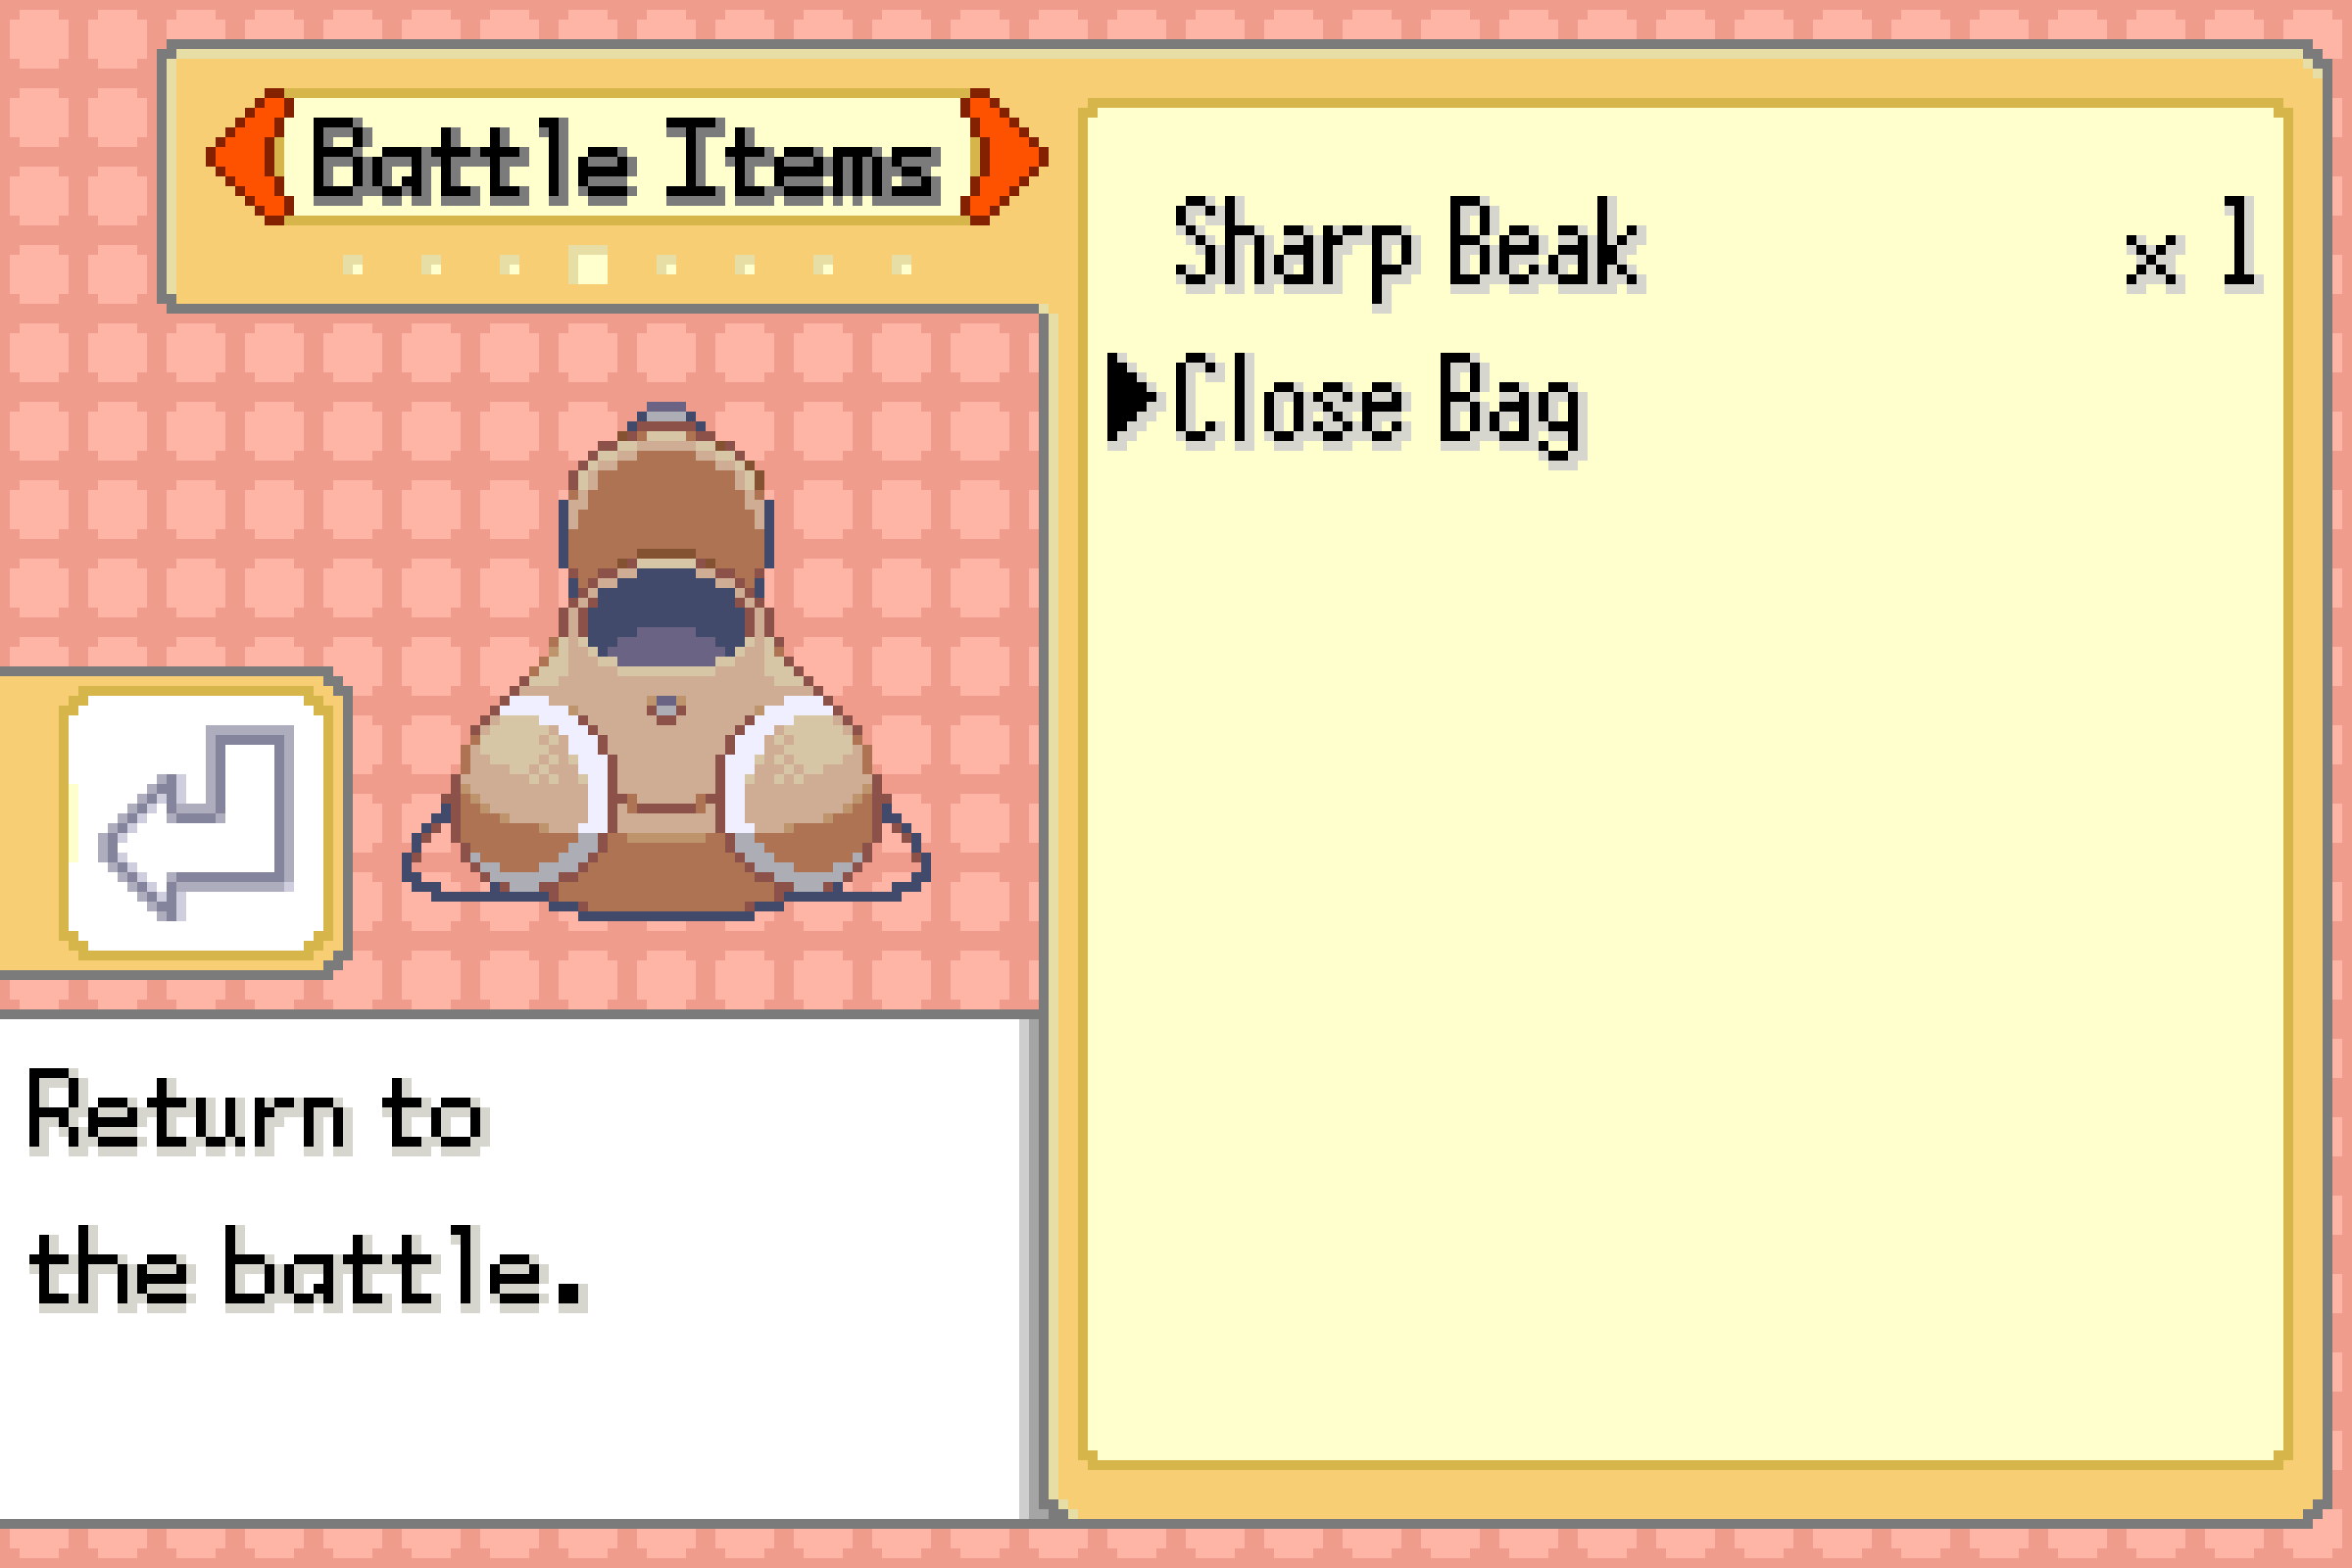 Battle Items
Sharp Beak × 1
Close Bag
Return to
the battle.